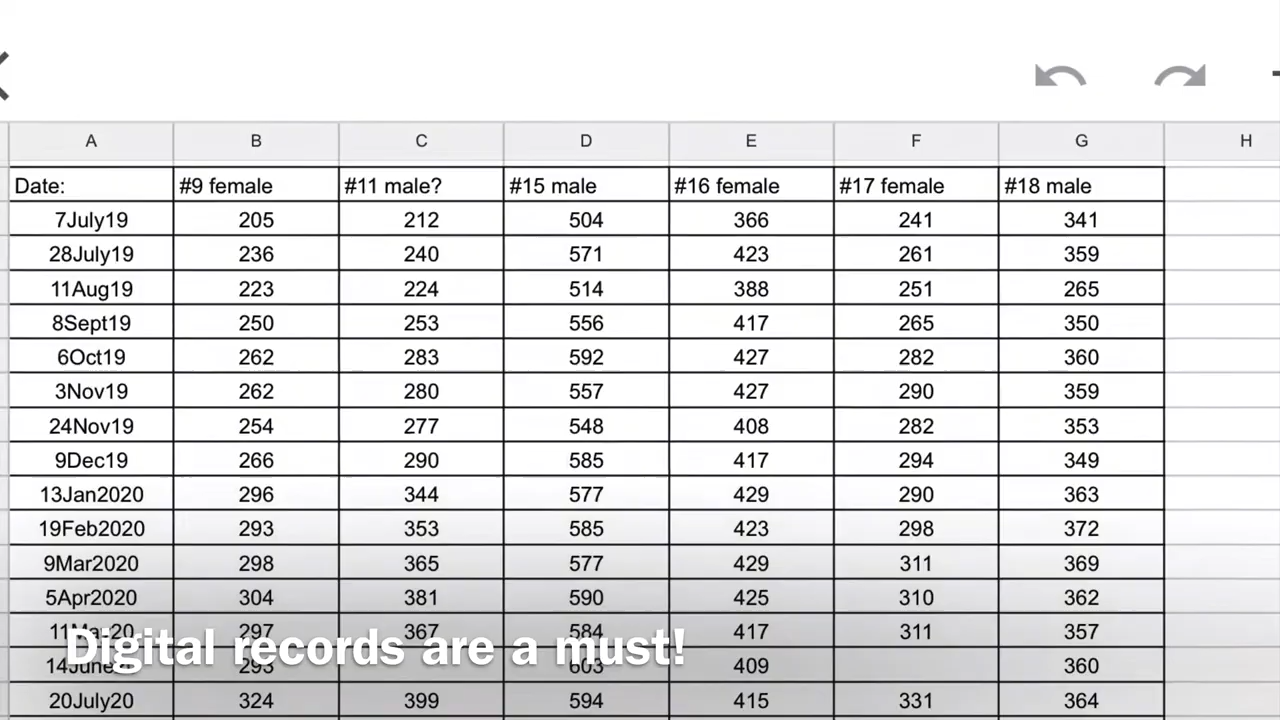 A B C D E F G H
Date: #9 female #11 male? #15 male #16 female #17 female #18 male
7July19 205 212 504 366 241 341
28July19 236 240 571 423 261 359
11Aug19 223 224 514 388 251 265
8Sept19 250 253 556 417 265 350
6Oct19 262 283 592 427 282 360
3Nov19 262 280 557 427 290 359
24Nov19 254 277 548 408 282 353
9Dec19 266 290 585 417 294 349
13Jan2020 296 344 577 429 290 363
19Feb2020 293 353 585 423 298 372
9Mar2020 298 365 577 429 311 369
5Apr2020 304 381 590 425 310 362
297 367 584 417 311 357
Digital records are a must!
293 603 409 360
20July20 324 399 594 415 331 364